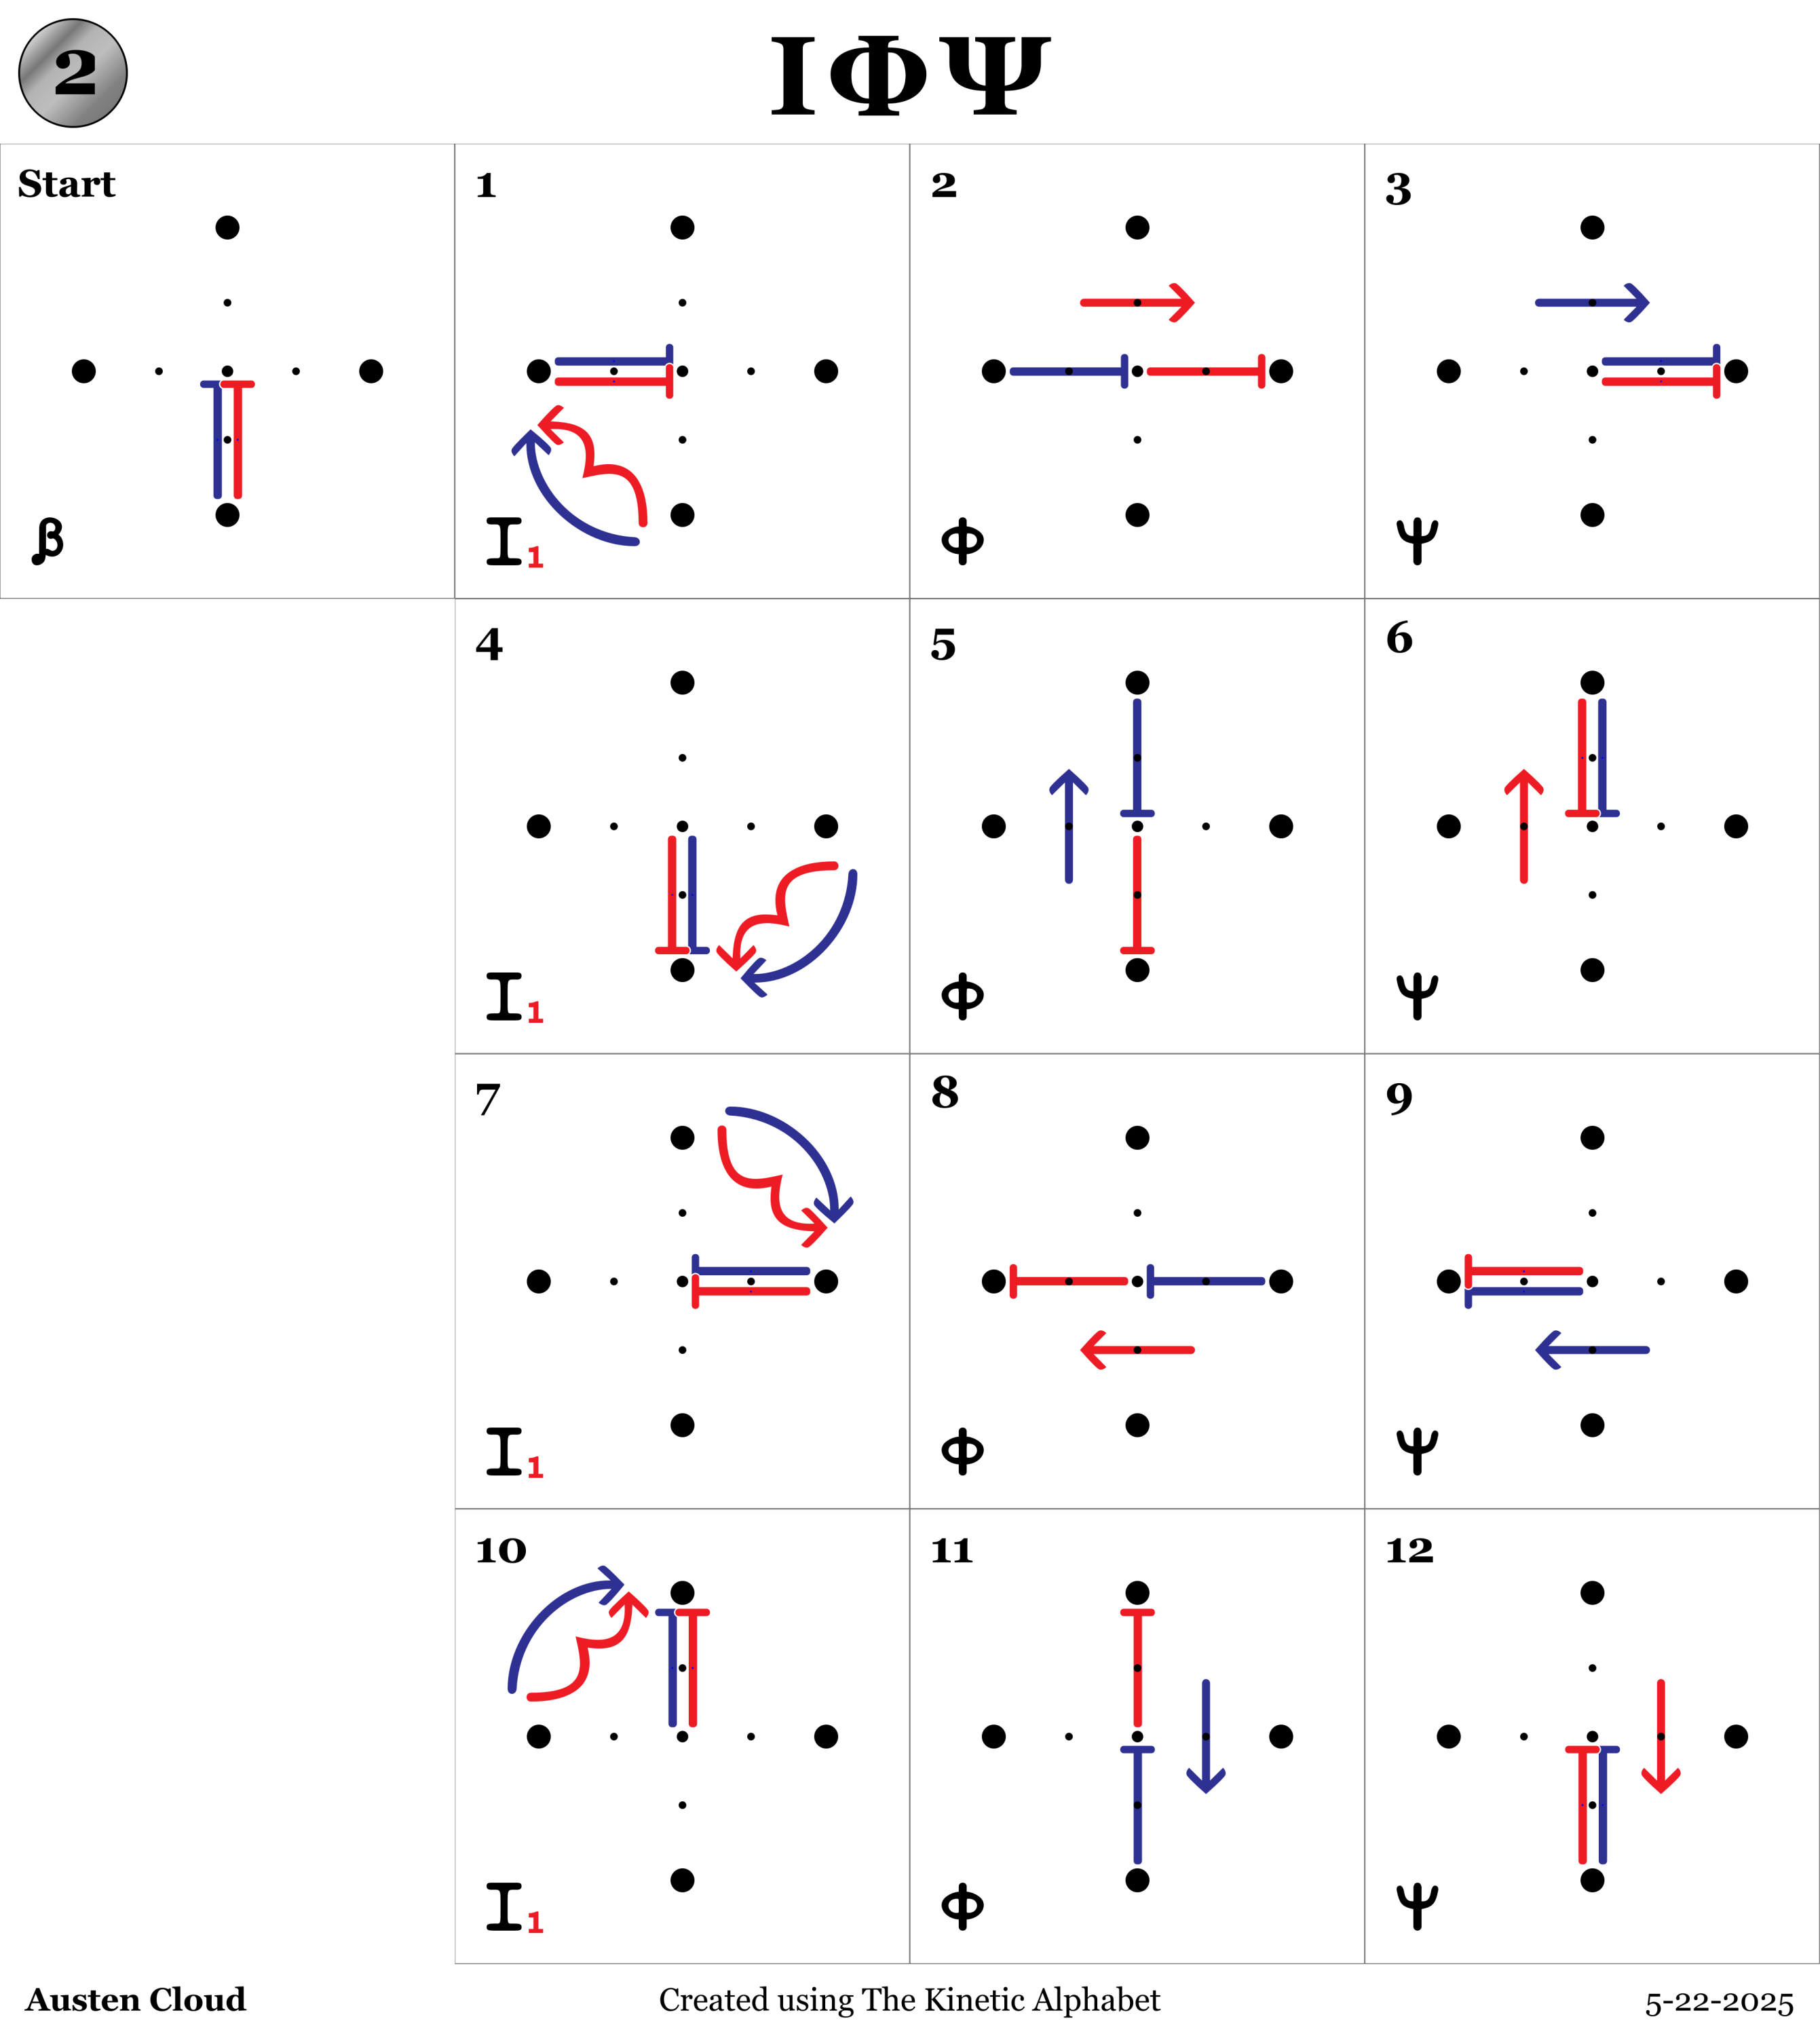 2
ΙΦΨ
Start
β
1
I1
2
Φ
3
Ψ
4
I1
5
Φ
6
Ψ
7
I1
8
Φ
9
Ψ
10
I1
11
Φ
12
Ψ
Austen Cloud
Created using The Kinetic Alphabet
5-22-2025